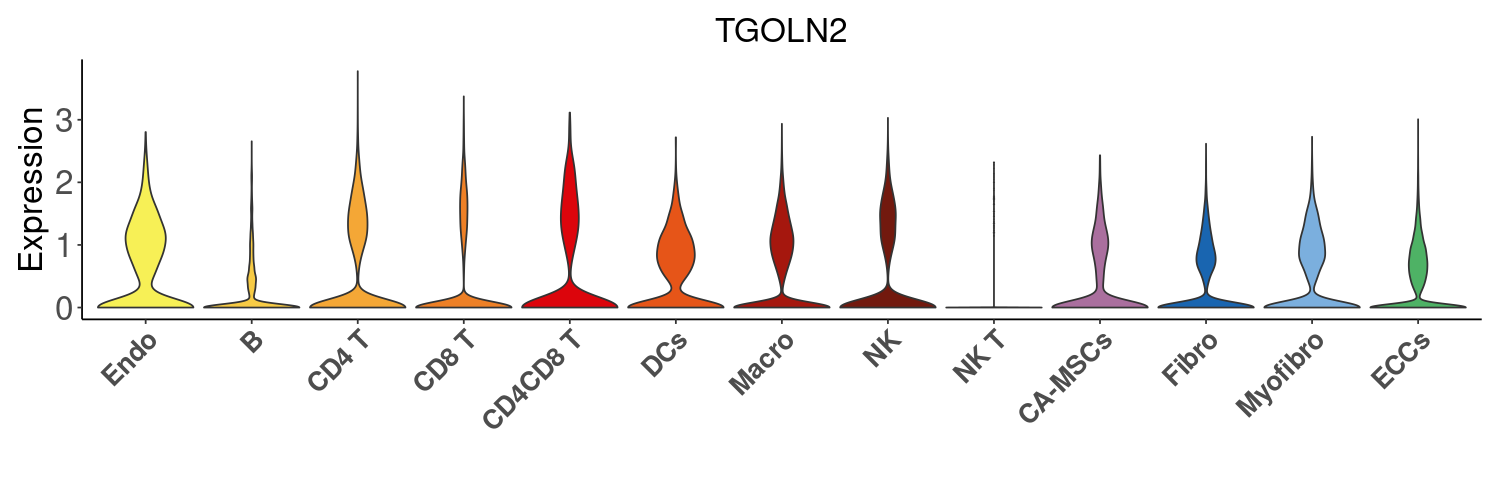 TGOLN2
Expression
3
2
1
0
Endo
B
CD4 T
CD8 T
CD4CD8 T
DCs
Macro
NK
NK T
CA-MSCs
Fibro
Myofibro
ECCs